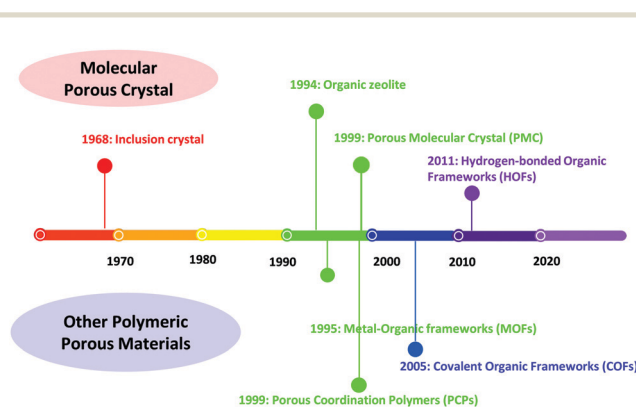 Molecular
Porous Crystal
1994: Organic zeolite
1968: Inclusion crystal
1999: Porous Molecular Crystal (PMC)
2011: Hydrogen-bonded Organic
Frameworks (HOFs)
1970
1980
1990
2000
2010
2020
Other Polymeric
Porous Materials
1995: Metal-Organic frameworks (MOFs)
2005: Covalent Organic Frameworks (COFs)
1999: Porous Coordination Polymers (PCPs)